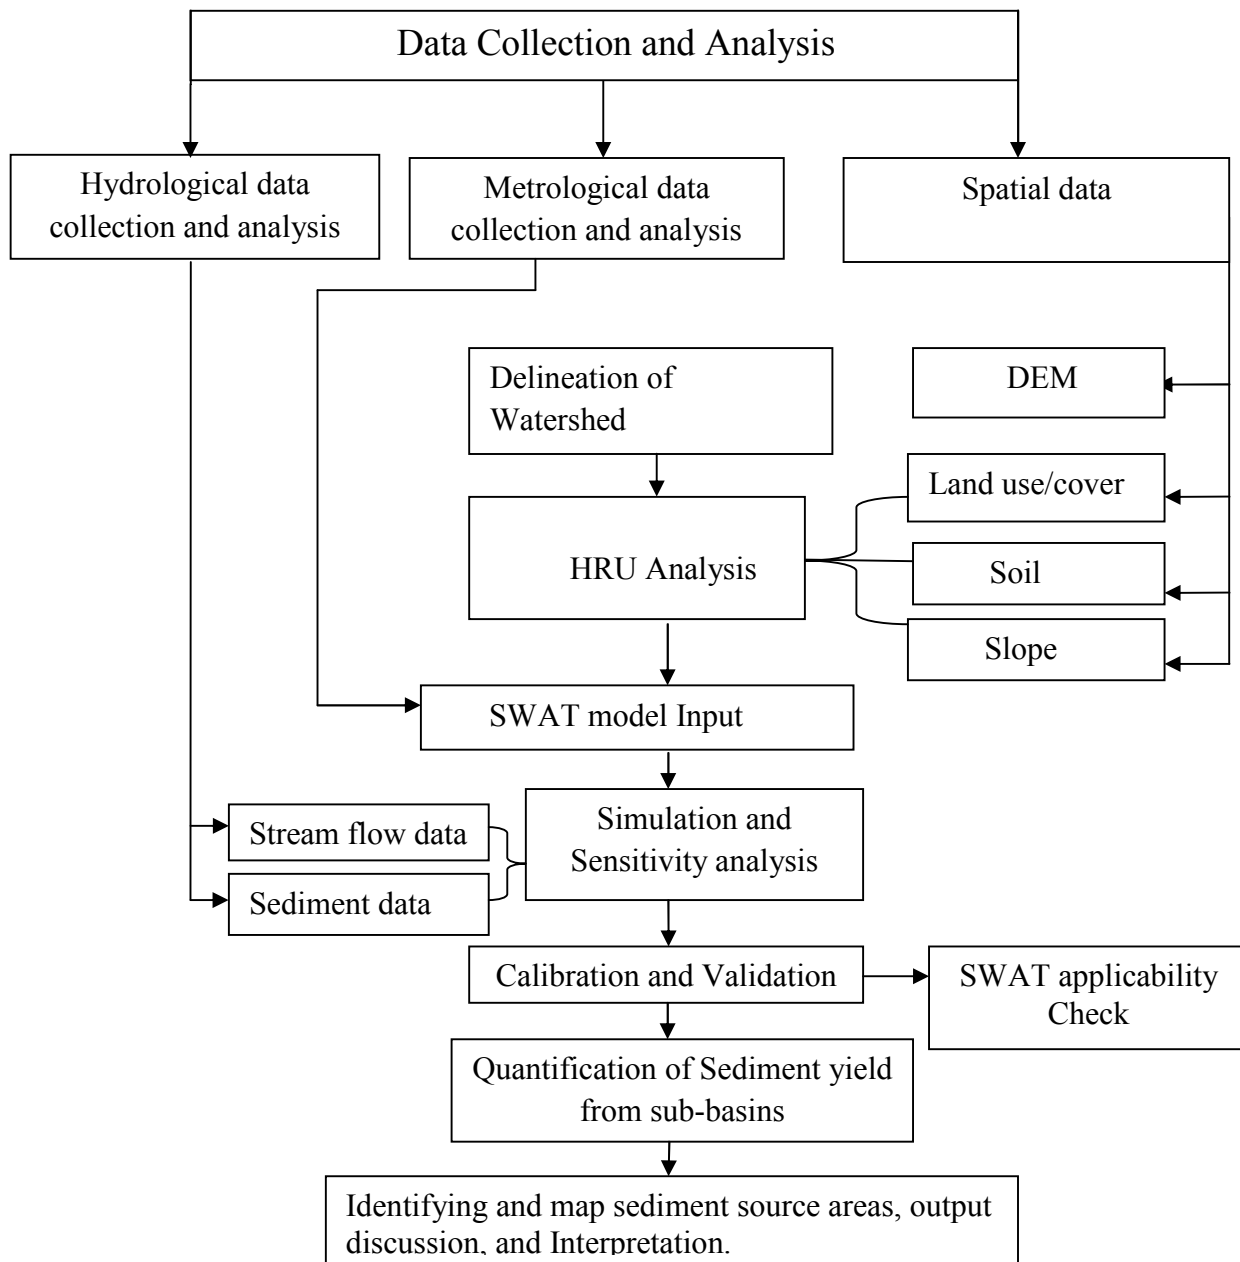 Data Collection and Analysis
Hydrological data
collection and analysis
Metrological data
collection and analysis
Spatial data
Delineation of
Watershed
DEM
Land use/cover
HRU Analysis
Soil
Slope
SWAT model Input
Stream flow data
Simulation and
Sensitivity analysis
Sediment data
Calibration and Validation
SWAT applicability
Check
Quantification of Sediment yield
from sub-basins
Identifying and map sediment source areas, output
discussion, and Interpretation.